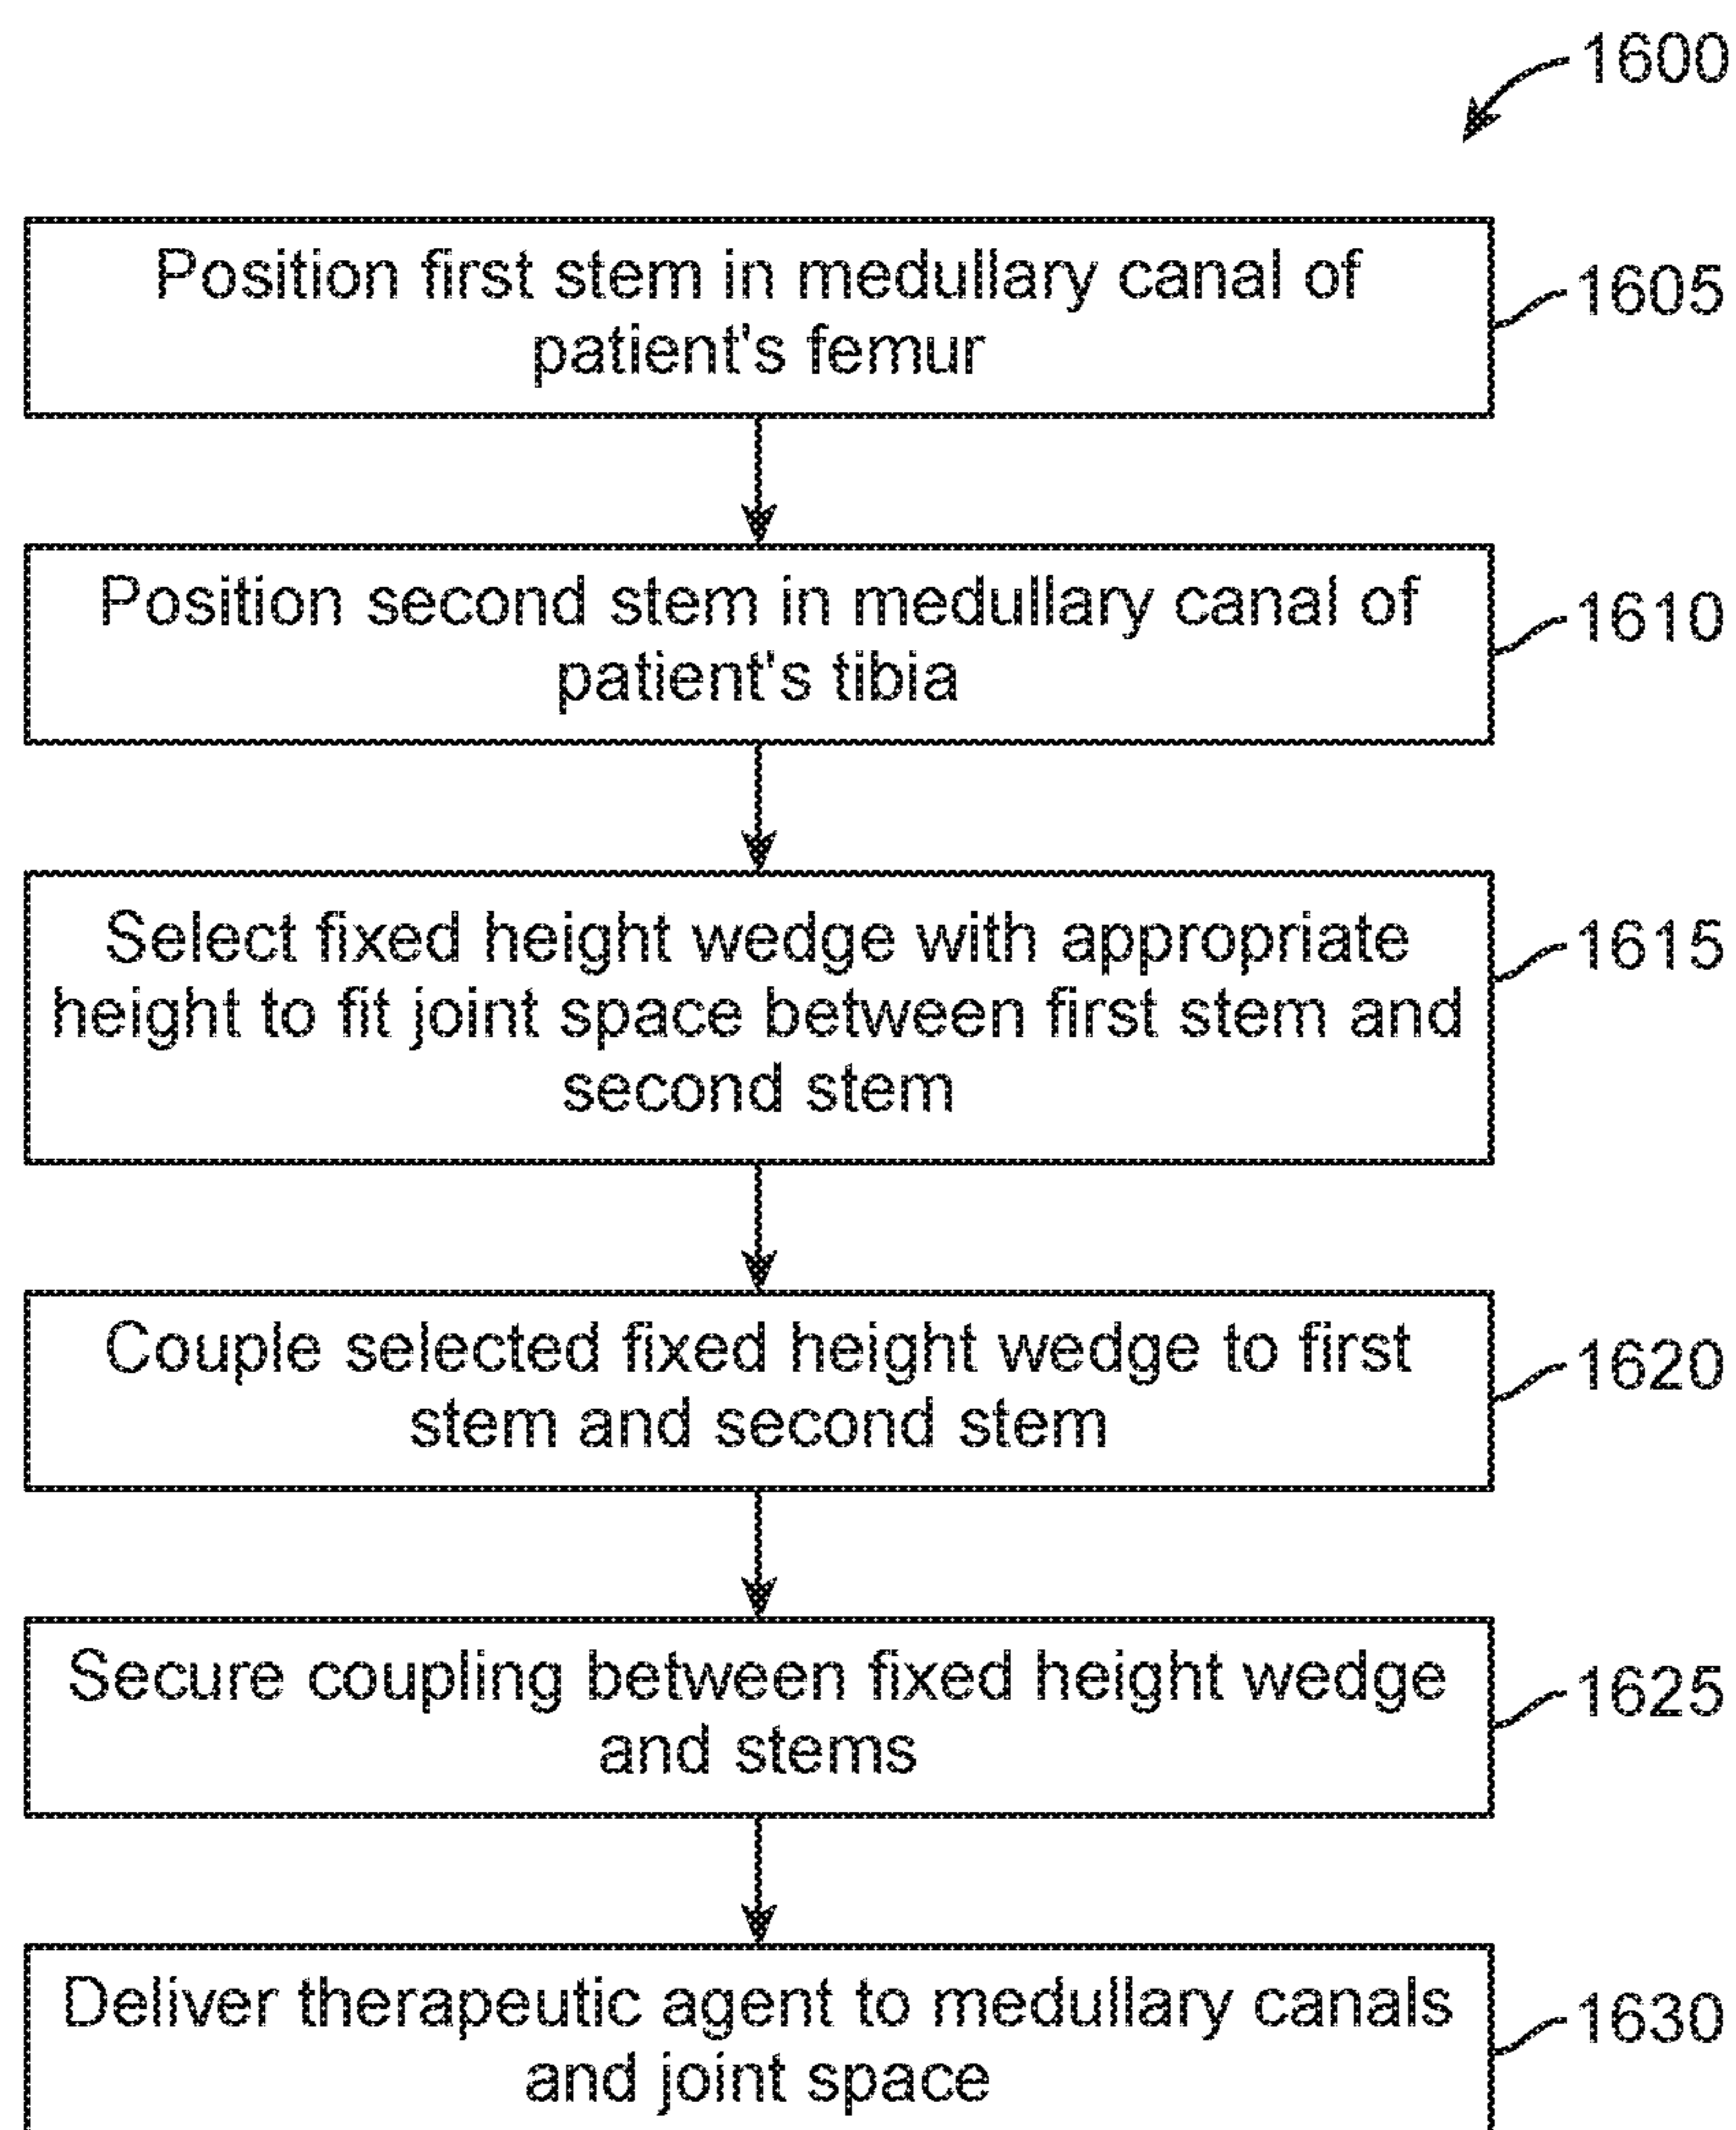 1600
Position first stem in medullary canal of
patient's femur
1605
Position second stem in medullary canal of
patient's tibia
1610
Select fixed height wedge with appropriate
height to fit joint space between first stem and
second stem
1615
Couple selected fixed height wedge to first
stem and second stem
1620
Secure coupling between fixed height wedge
and stems
1625
Deliver therapeutic agent to medullary canals
and joint space
1630